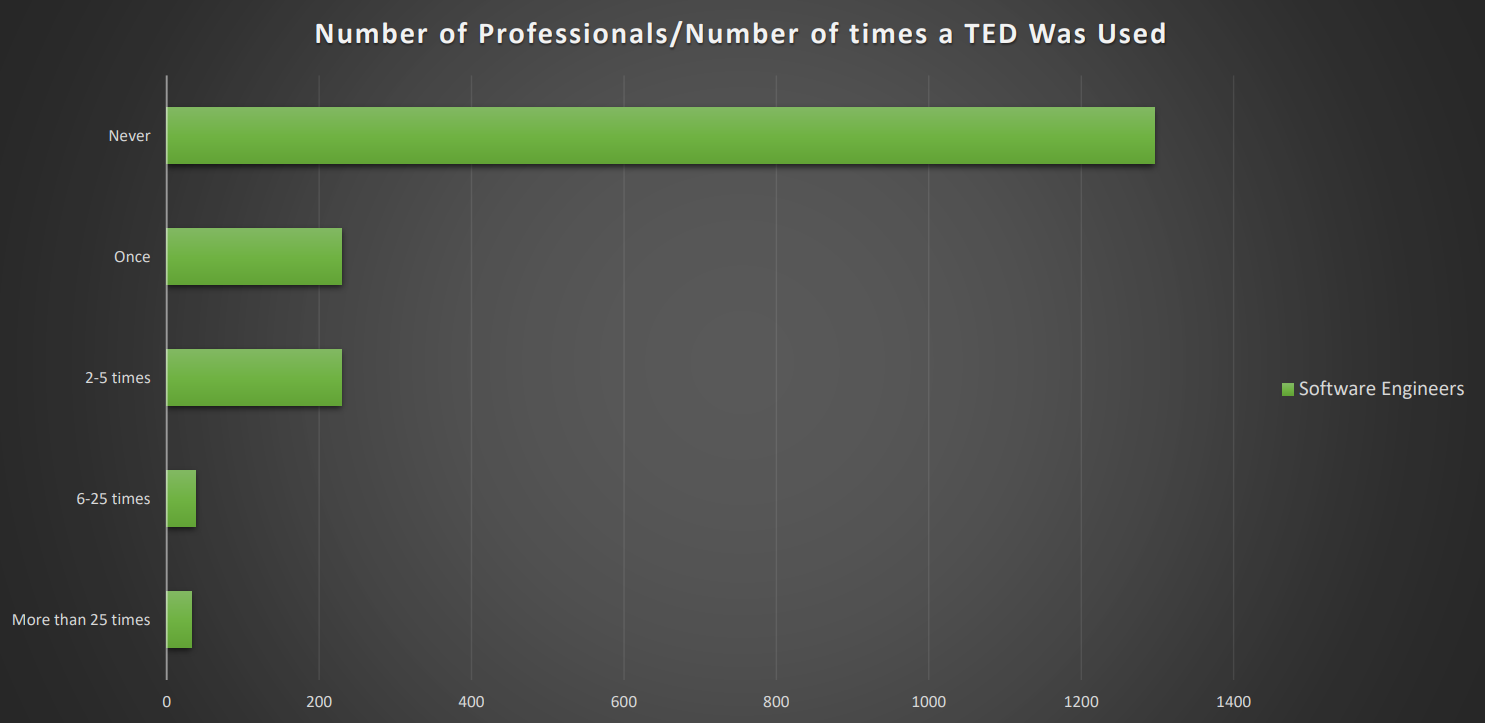 Number of Professionals/Number of times a TED Was Used
Never
Once
2-5 times
6-25 times
More than 25 times
0 200 400 600 800 1000 1200 1400
Software Engineers